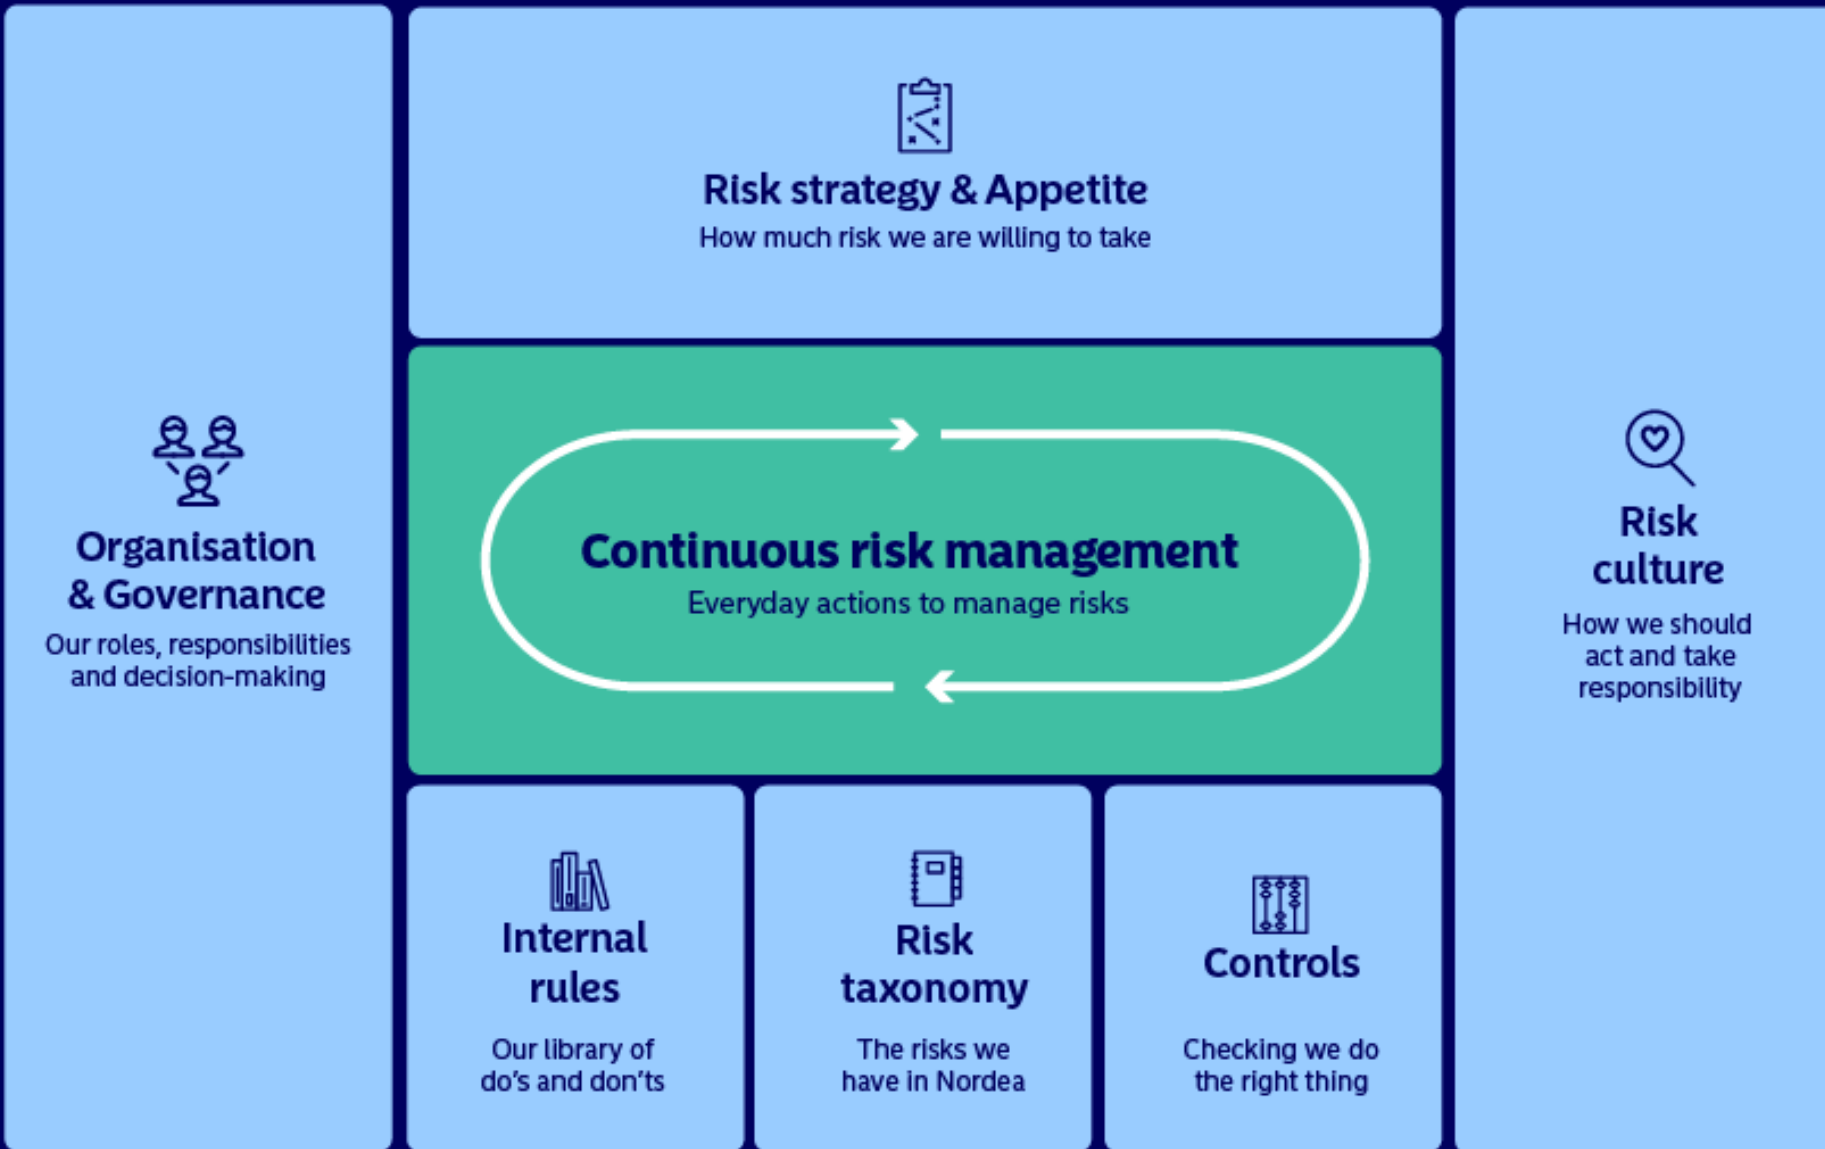 Organisation
& Governance
Our roles, responsibilities
and decision-making
Risk strategy & Appetite
How much risk we are willing to take
Continuous risk management
Everyday actions to manage risks
Internal
rules
Our library of
do’s and don’ts
Risk
taxonomy
The risks we
have in Nordea
Controls
Checking we do
the right thing
Risk
culture
How we should
act and take
responsibility